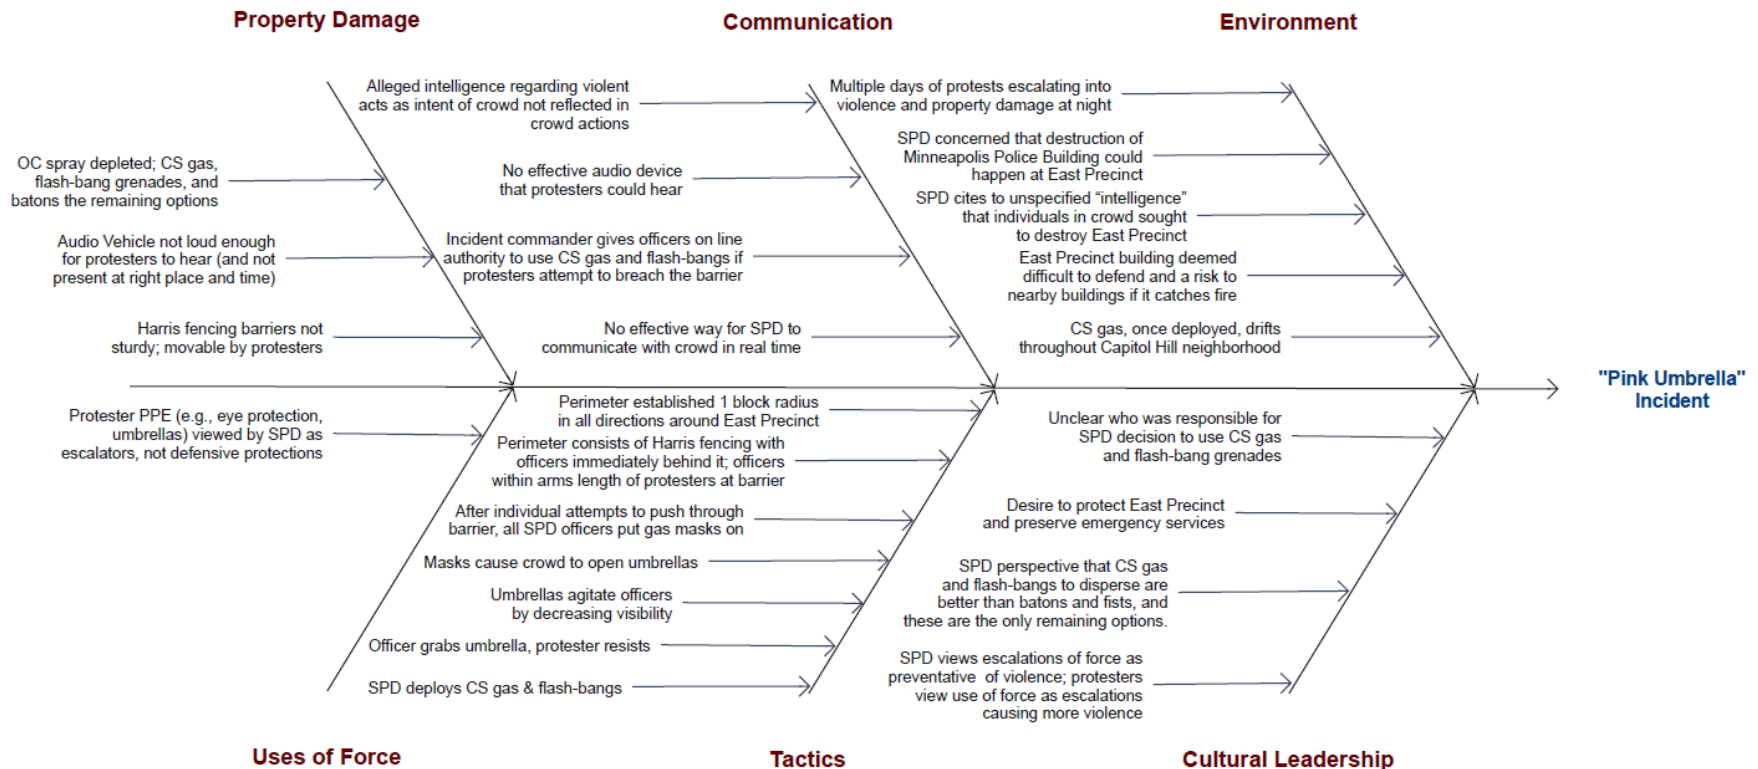 Property Damage
Communication
Environment
Alleged intelligence regarding violent
acts as intent of crowd not reflected in
crowd actions
Multiple days of protests escalating into
violence and property damage at night
OC spray depleted; CS gas,
flash-bang grenades, and
batons the remaining options
No effective audio device
that protesters could hear
SPD concerned that destruction of
Minneapolis Police Building could
happen at East Precinct
SPD cites to unspecified “intelligence”
that individuals in crowd sought
to destroy East Precinct
Audio Vehicle not loud enough
for protesters to hear (and not
present at right place and time)
Incident commander gives officers on line
authority to use CS gas and flash-bangs if
protesters attempt to breach the barrier
East Precinct building deemed
difficult to defend and a risk to
nearby buildings if it catches fire
Harris fencing barriers not
sturdy; movable by protesters
No effective way for SPD to
communicate with crowd in real time
CS gas, once deployed, drifts
throughout Capitol Hill neighborhood
"Pink Umbrella"
Incident
Protester PPE (e.g., eye protection,
umbrellas) viewed by SPD as
escalators, not defensive protections
Perimeter established 1 block radius
in all directions around East Precinct
Perimeter consists of Harris fencing with
officers immediately behind it; officers
within arms length of protesters at barrier
After individual attempts to push through
barrier, all SPD officers put gas masks on
Masks cause crowd to open umbrellas
Umbrellas agitate officers
by decreasing visibility
Officer grabs umbrella, protester resists
SPD deploys CS gas & flash-bangs
Unclear who was responsible for
SPD decision to use CS gas
and flash-bang grenades
Desire to protect East Precinct
and preserve emergency services
SPD perspective that CS gas
and flash-bangs to disperse are
better than batons and fists, and
these are the only remaining options.
SPD views escalations of force as
preventative of violence; protesters
view use of force as escalations
causing more violence
Uses of Force
Tactics
Cultural Leadership